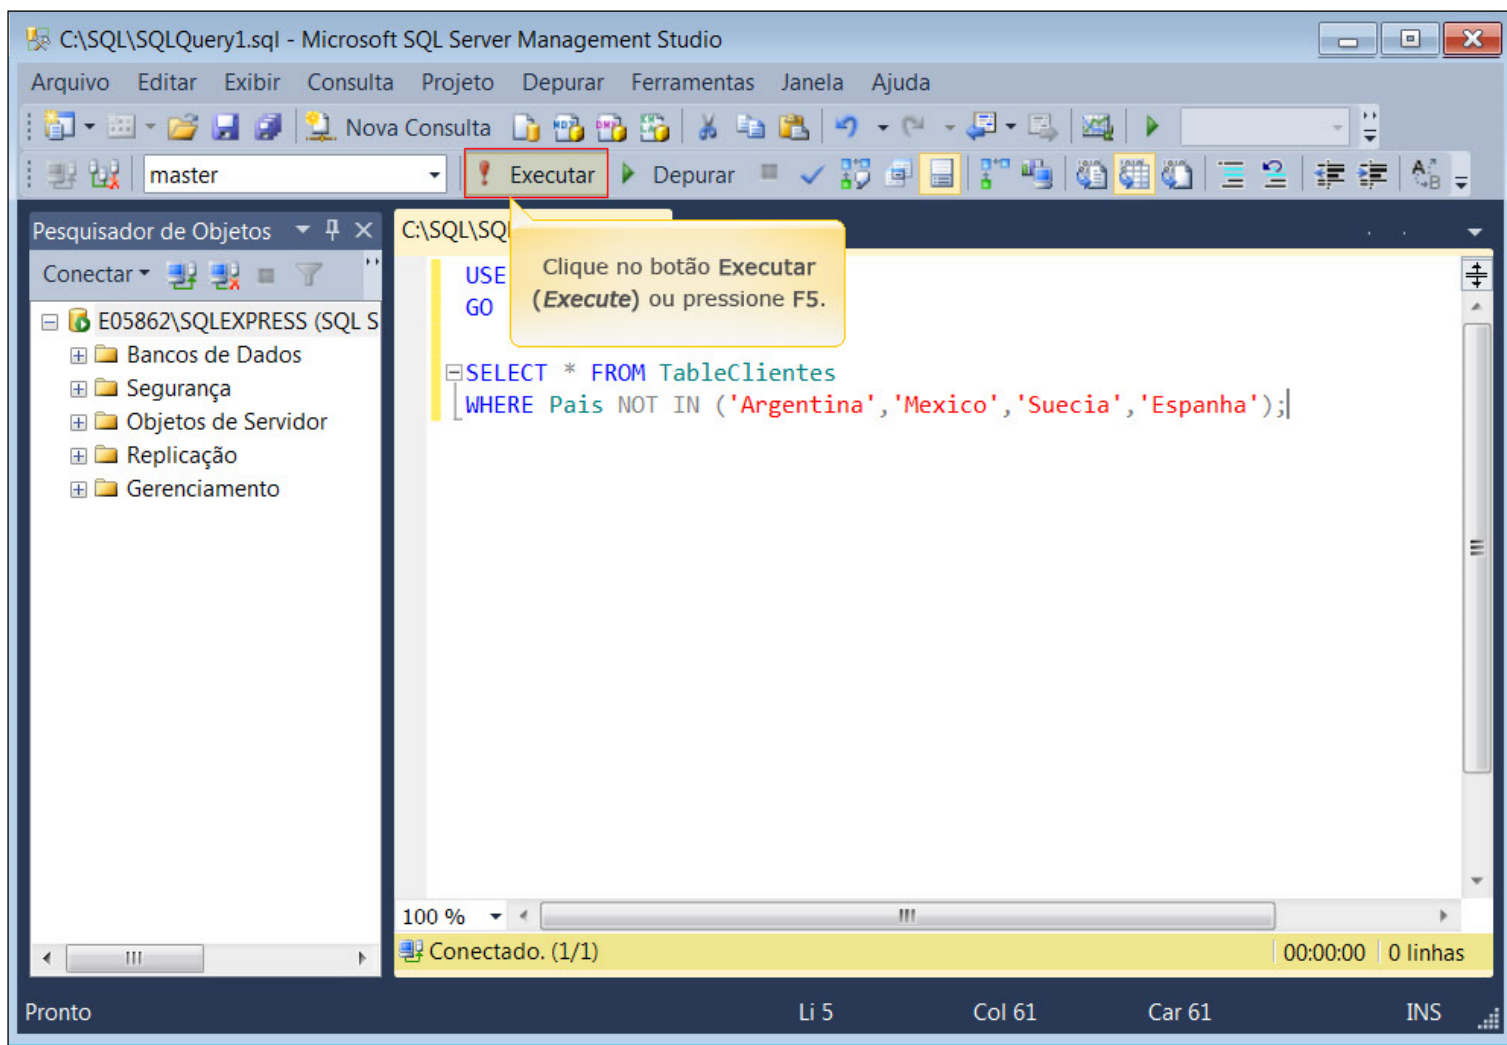 C:\SQL\SQLQuery1.sql - Microsoft SQL Server Management Studio
Arquivo Editar Exibir Consulta Projeto Depurar Ferramentas Janela Ajuda
Nova Consulta
master Executar Depurar
Pesquisador de Objetos
Conectar
E05862\SQLEXPRESS (SQL S
Bancos de Dados
Segurança
Objetos de Servidor
Replicação
Gerenciamento
C:\SQL\SQ
Clique no botão Executar
(Execute) ou pressione F5.
USE
GO
SELECT * FROM TableClientes
WHERE Pais NOT IN ('Argentina','Mexico','Suecia','Espanha');
100 %
Conectado. (1/1) 00:00:00 0 linhas
Pronto Li 5 Col 61 Car 61 INS